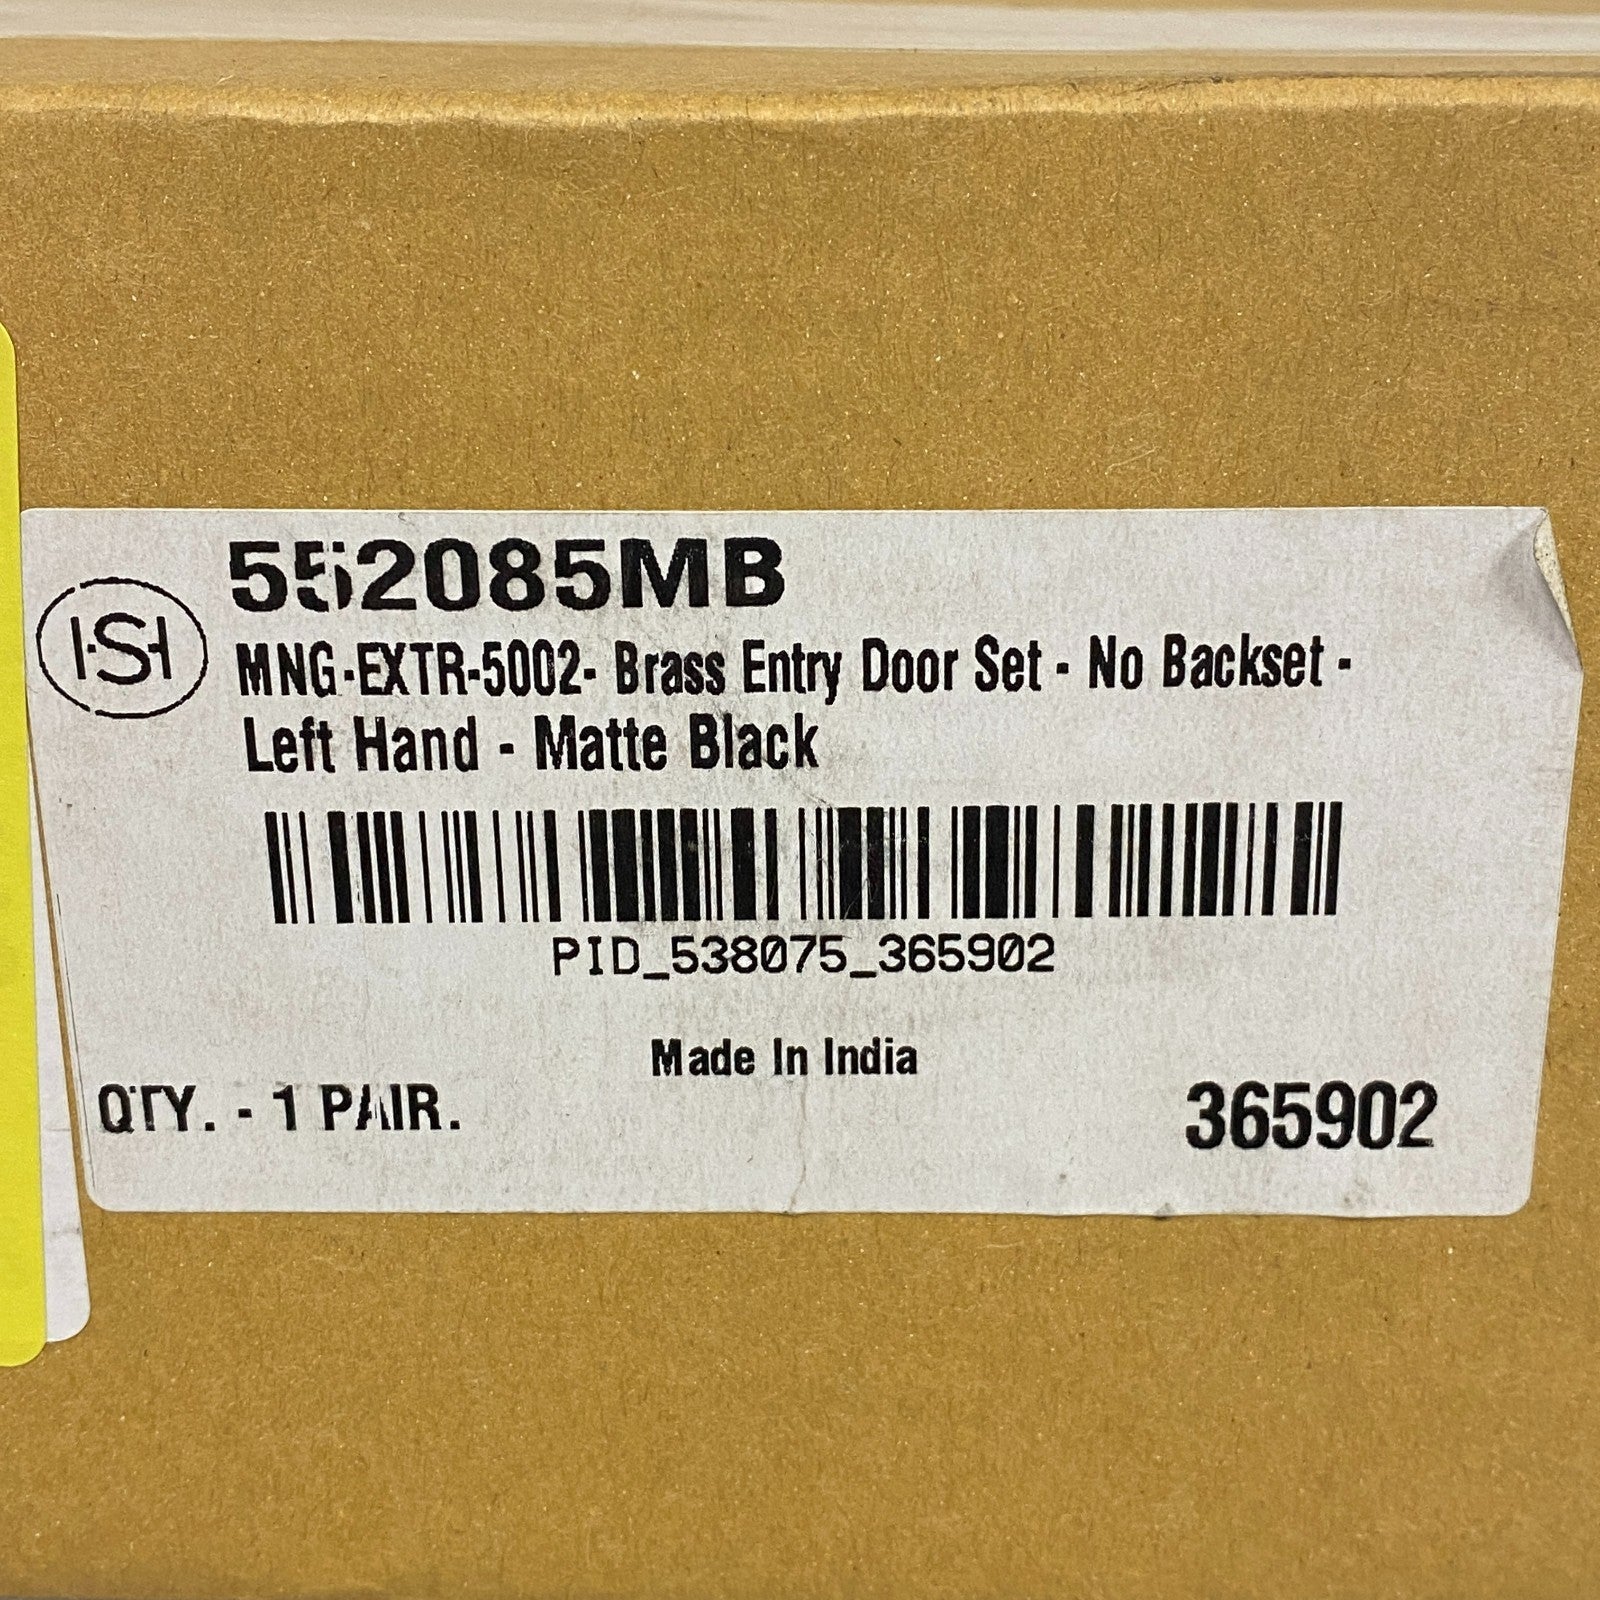 552085MB
HSH
MNG-EXTR-5002- Brass Entry Door Set - No Backset -
Left Hand - Matte Black
PID_538075_365902
Made In India
QTY. - 1 PAIR.
365902